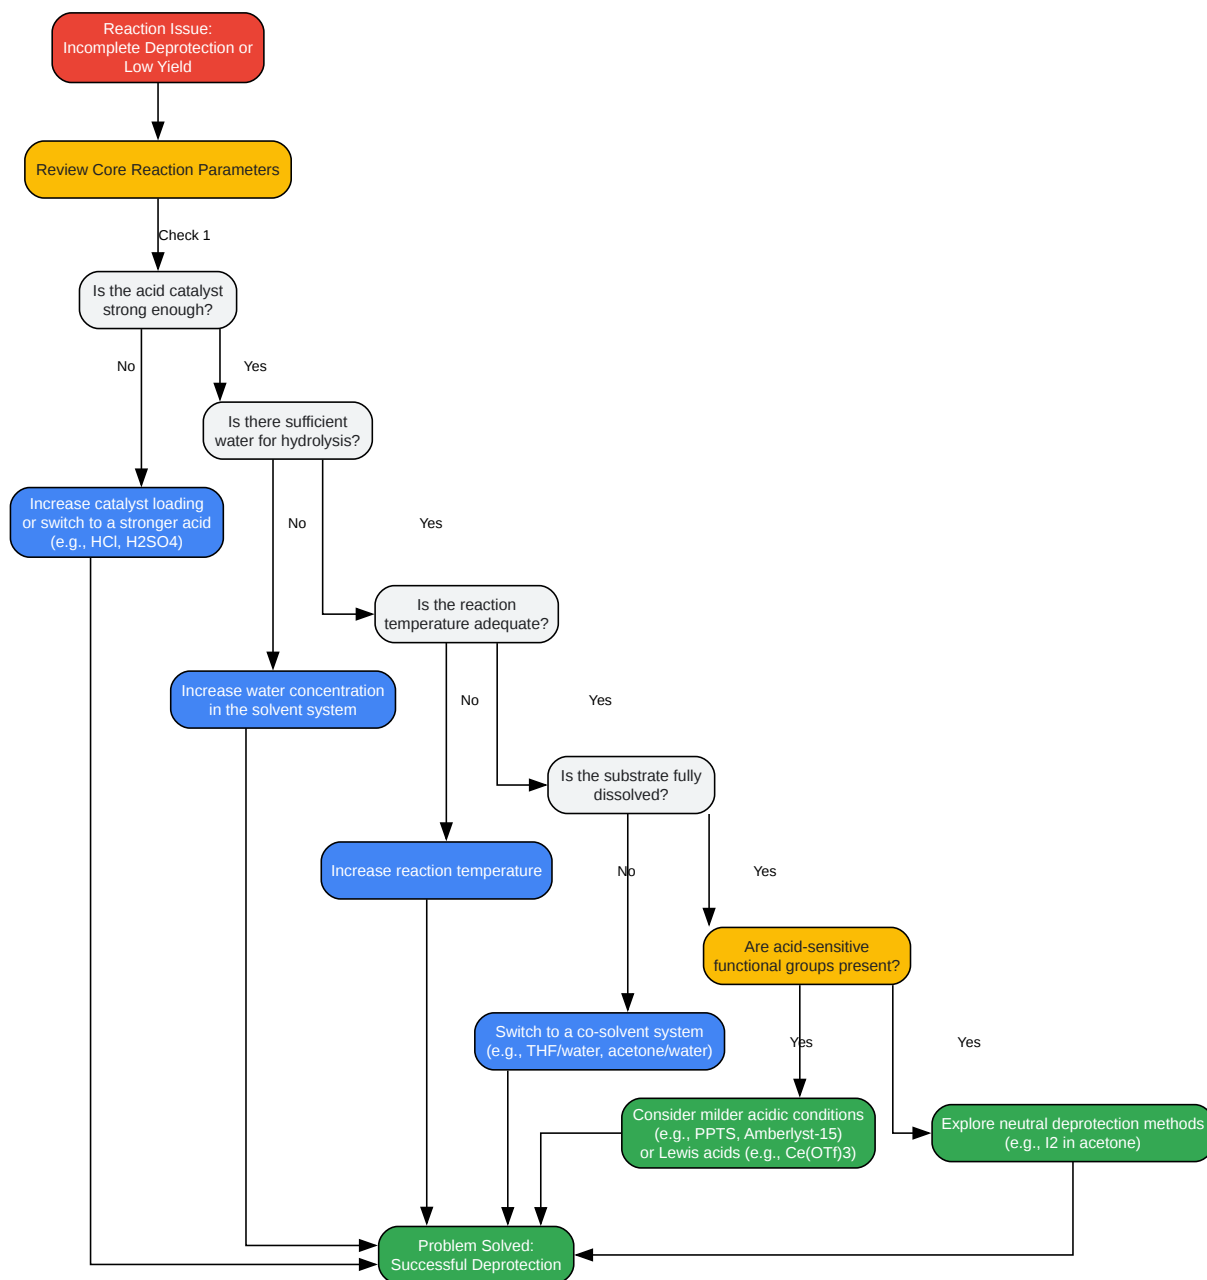 Reaction Issue:
Incomplete Deprotection or
Low Yield
Review Core Reaction Parameters
Check 1
Is the acid catalyst
strong enough?
No
Yes
Is there sufficient
water for hydrolysis?
Increase catalyst loading
or switch to a stronger acid
(e.g., HCl, H2SO4)
No
Yes
Is the reaction
temperature adequate?
Increase water concentration
in the solvent system
No
Yes
Is the substrate fully
dissolved?
Increase reaction temperature
No
Yes
Are acid-sensitive
functional groups present?
Switch to a co-solvent system
(e.g., THF/water, acetone/water)
Yes
Yes
Consider milder acidic conditions
(e.g., PPTS, Amberlyst-15)
or Lewis acids (e.g., Ce(OTf)3)
Explore neutral deprotection methods
(e.g., I2 in acetone)
Problem Solved:
Successful Deprotection